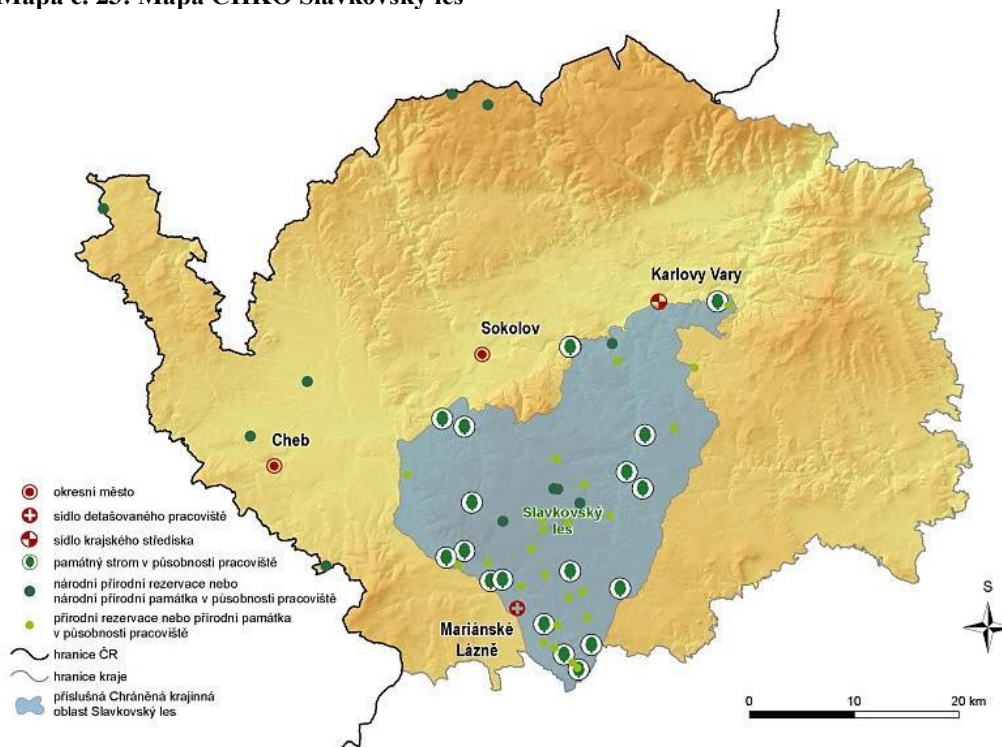 Mapa č. 23: Mapa CHKO Slavkovský les
Karlovy Vary
Sokolov
Cheb
Slavkovský
les
Mariánské
Lázně
okresní město
sídlo detašovaného pracoviště
sídlo krajského střediska
památný strom v působnosti pracoviště
národní přírodní rezervace nebo
národní přírodní památka v působnosti pracoviště
přírodní rezervace nebo přírodní památka
v působnosti pracoviště
hranice ČR
hranice kraje
příslušná Chráněná krajinná
oblast Slavkovský les
S
0 10 20 km